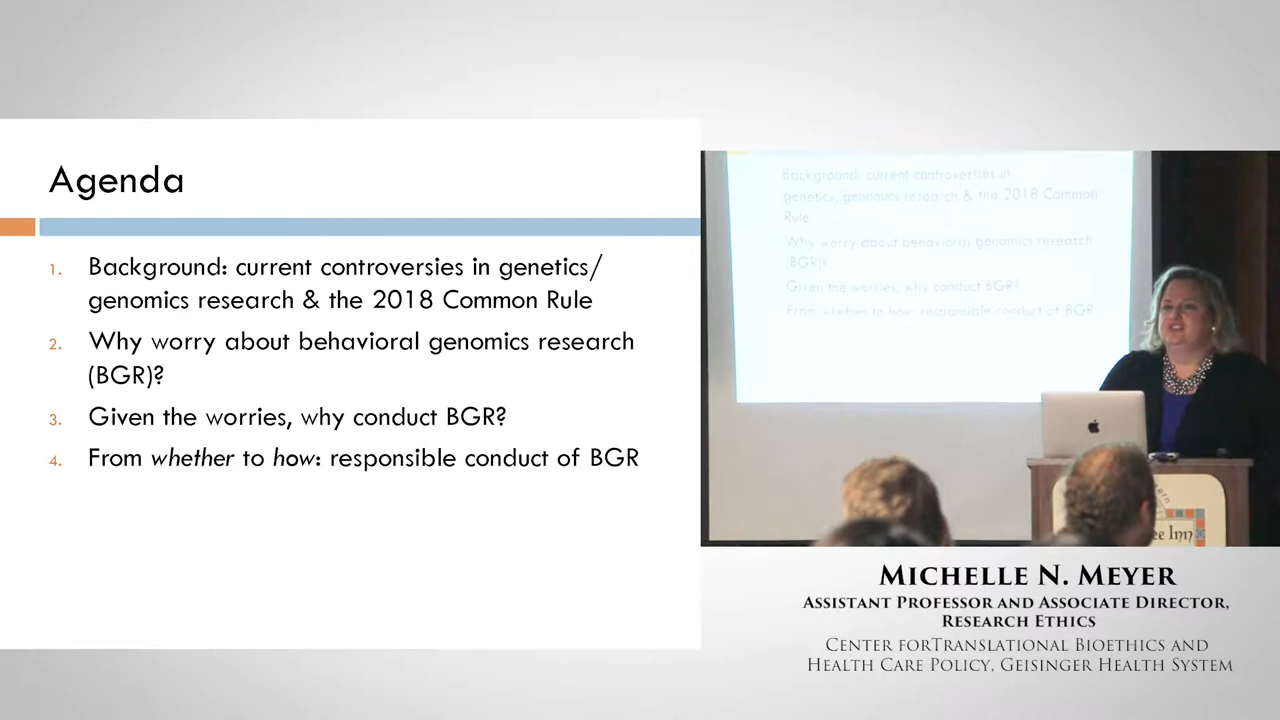 Agenda
1. Background: current controversies in genetics/
genomics research & the 2018 Common Rule
2. Why worry about behavioral genomics research
(BGR)?
3. Given the worries, why conduct BGR?
4. From whether to how: responsible conduct of BGR
Background: current controversies in
genetics/genomics research & the 2018 Common
Rule
Why worry about behavioral genomics research
(BGR)?
Given the worries, why conduct BGR?
From whether to how: responsible conduct of BGR
ee Inn
MICHELLE N. MEYER
ASSISTANT PROFESSOR AND ASSOCIATE DIRECTOR,
RESEARCH ETHICS
CENTER FORTRANSLATIONAL BIOETHICS AND
HEALTH CARE POLICY, GEISINGER HEALTH SYSTEM